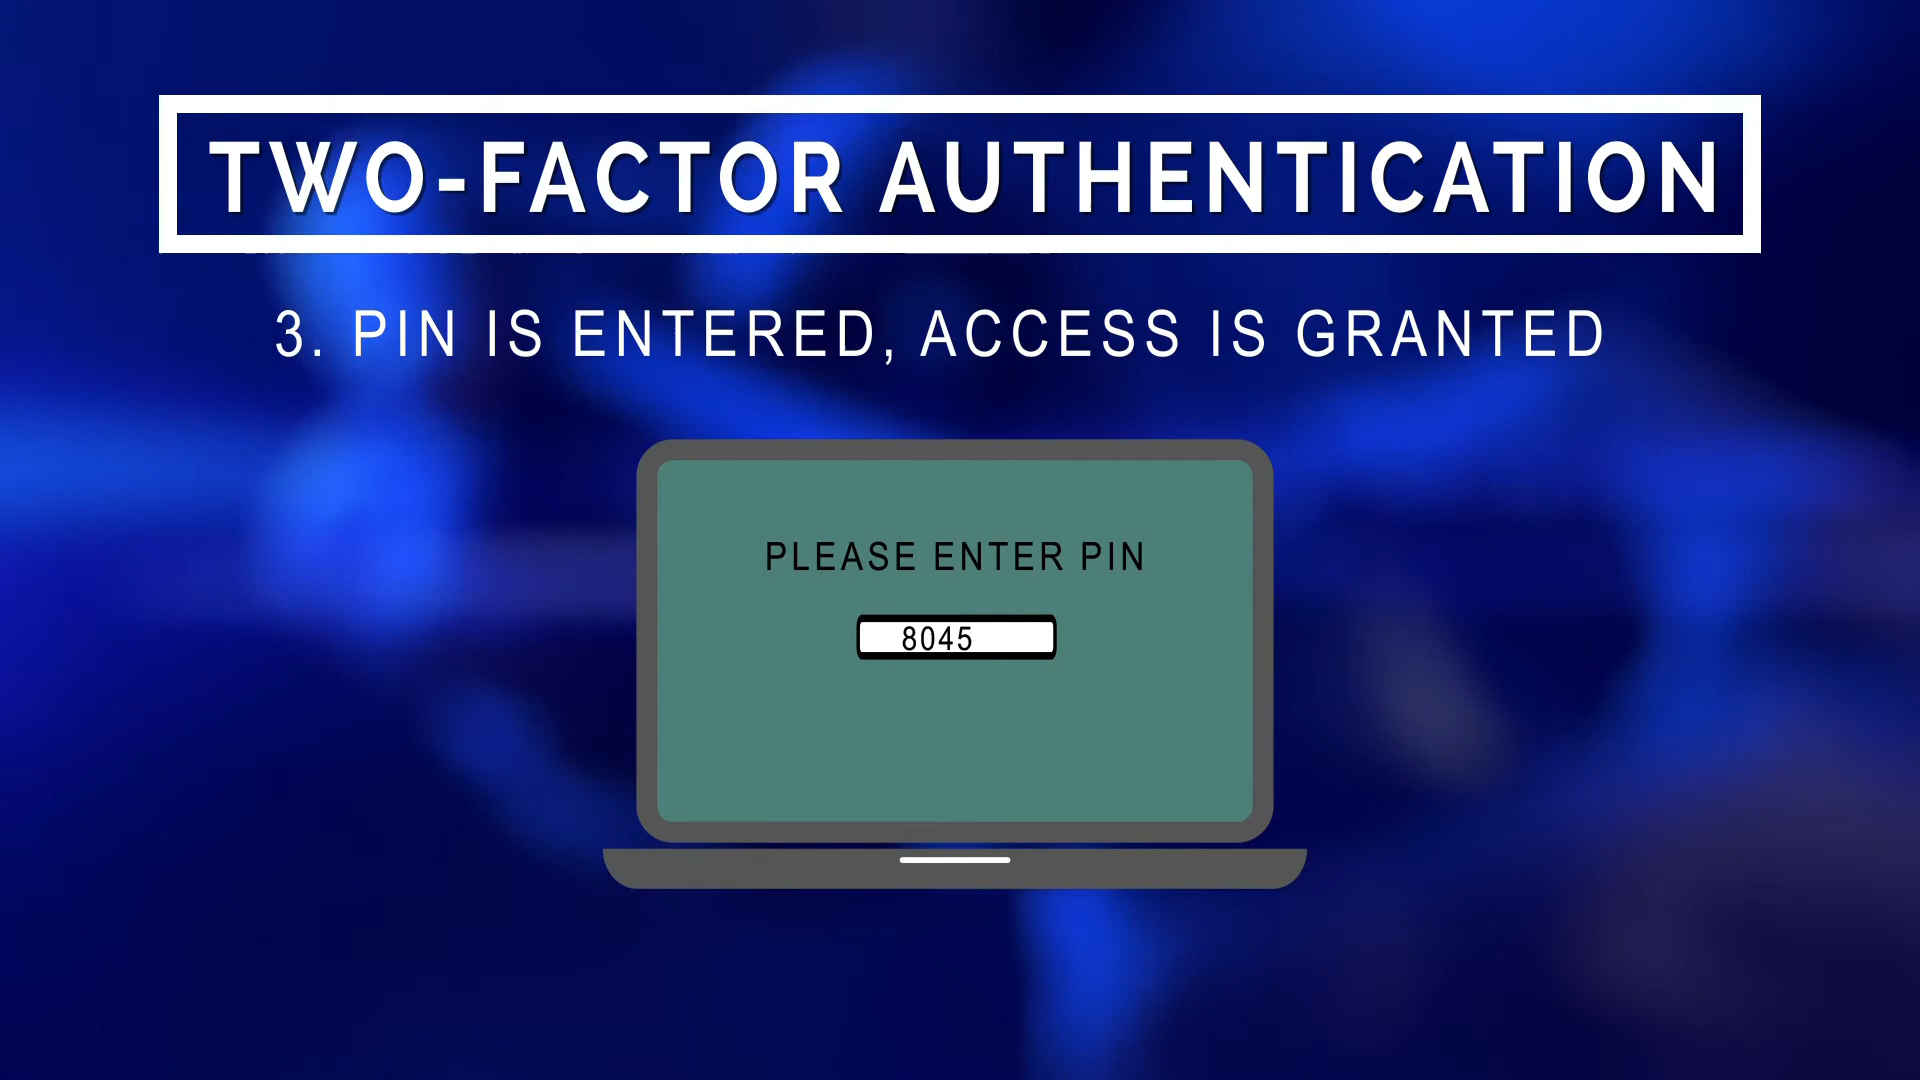 TWO-FACTOR AUTHENTICATION
3. PIN IS ENTERED, ACCESS IS GRANTED
PLEASE ENTER PIN
8045